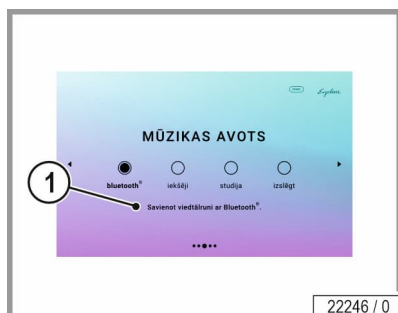 MŪZIKAS AVOTS
bluetooth® iekšēji studija izslēgt
1
Savienot viedtālruni ar Bluetooth®.
22246 / 0